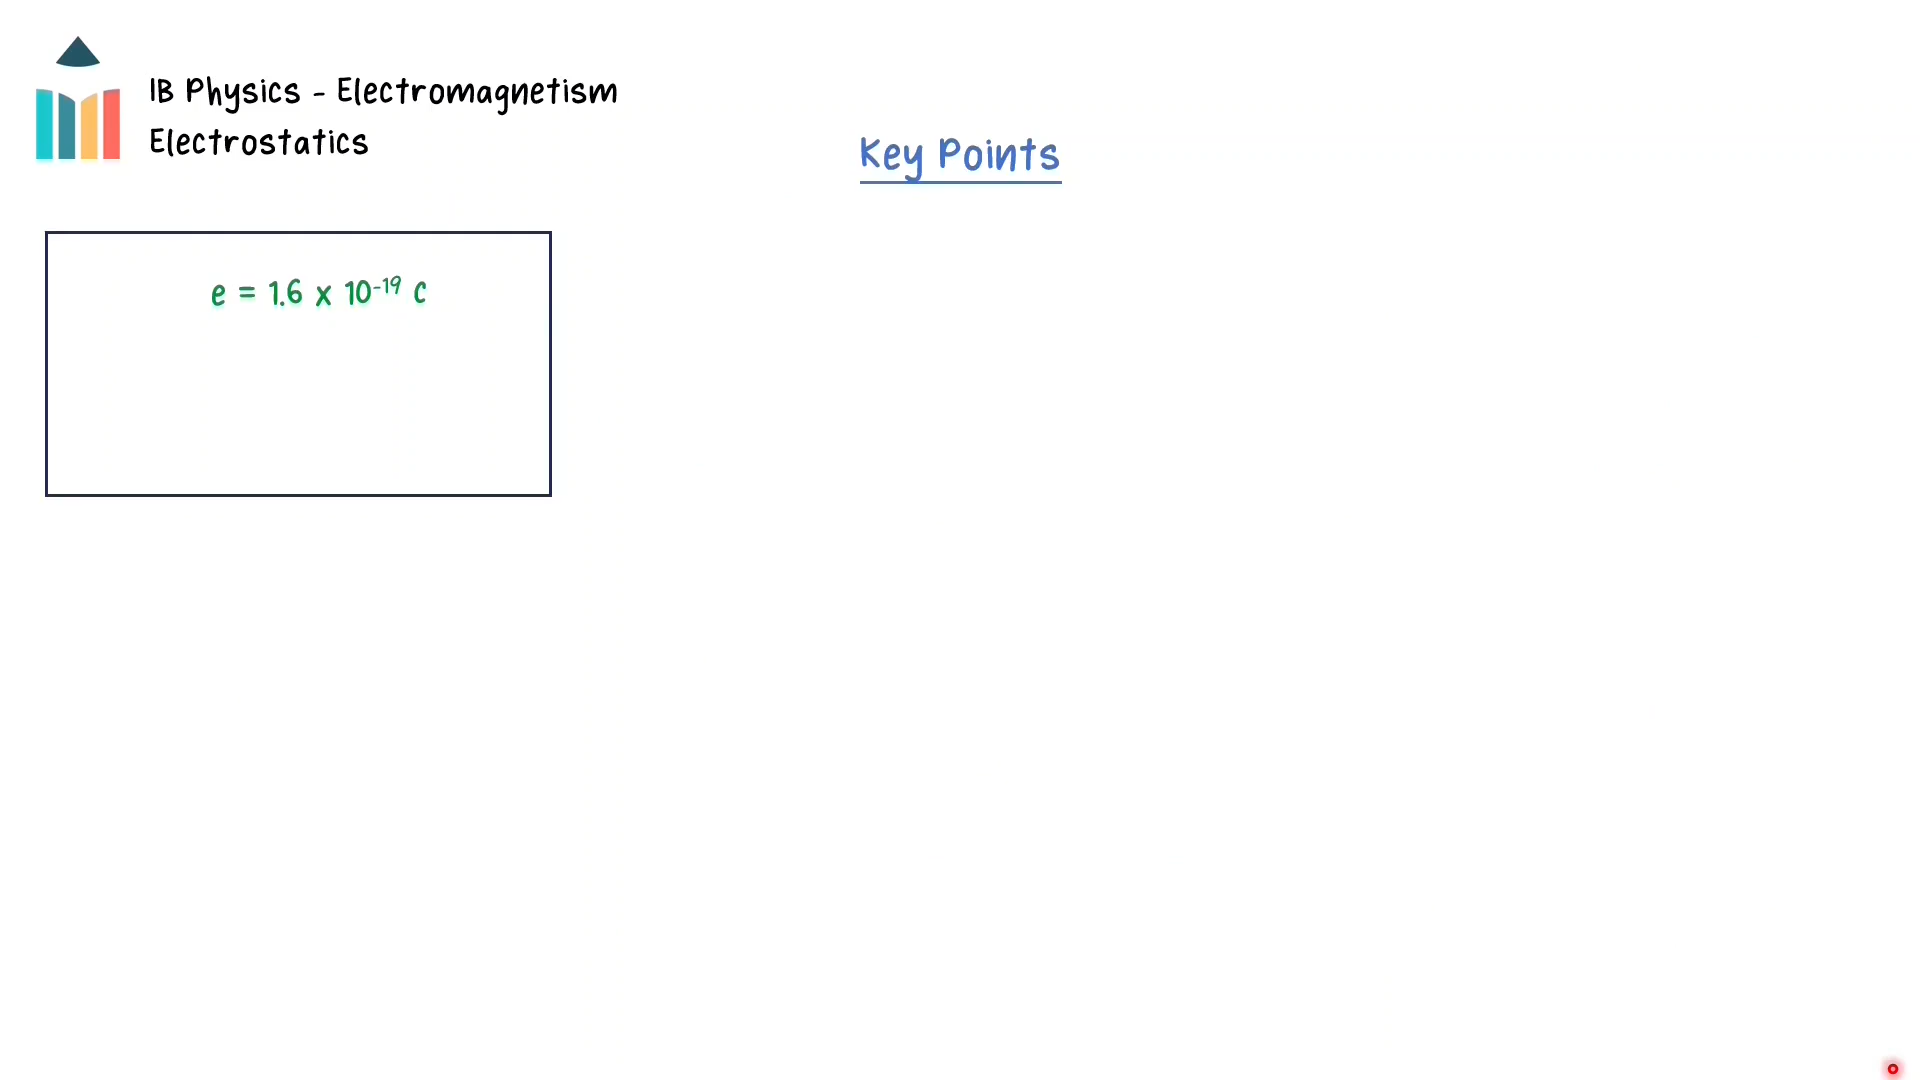 IB Physics - Electromagnetism
Electrostatics
Key Points
e = 1.6 x 10⁻¹⁹ c